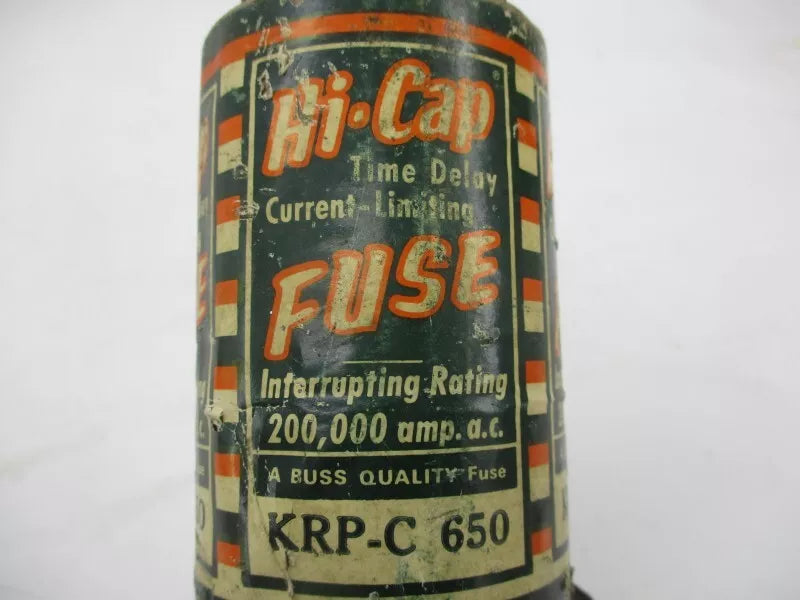 Hi•Cap®
Time Delay
Current-Limiting
FUSE
Interrupting Rating
200,000 amp. a.c.
A BUSS QUALITY Fuse
KRP-C 650